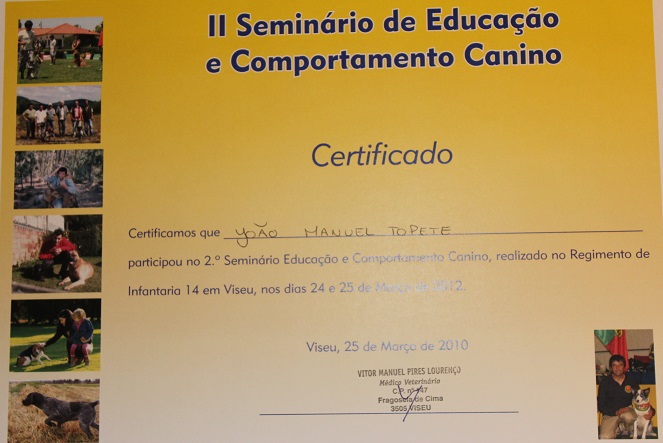 II Seminário de Educação
e Comportamento Canino
Certificado
Certificamos que YOÃO MANUEL TOPETE
participou no 2.º Seminário Educação e Comportamento Canino, realizado no Regimento de
Infantaria 14 em Viseu, nos dias 24 e 25 de Março de 2012.
Viseu, 25 de Março de 2010
VITOR MANUEL PIRES LOURENÇO
Médico Veterinário
C.P. nº 447
Fragosela de Cima
3505 VISEU